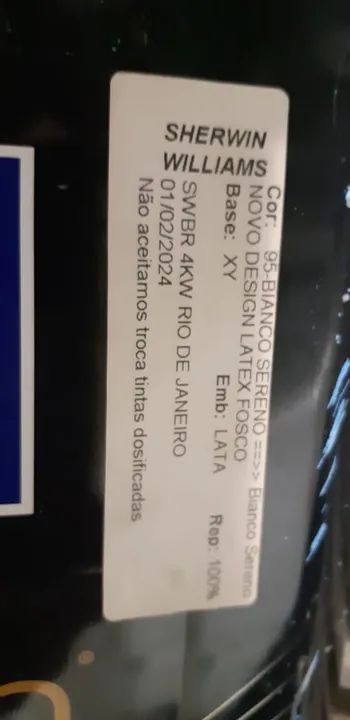 SHERWIN
WILLIAMS
Cor: 95-BIANCO SERENO ==>> Bianco Sereno
NOVO DESIGN LATEX FOSCO
Base: XY Emb: LATA Rep: 100%
SWBR 4KW RIO DE JANEIRO
01/02/2024
Não aceitamos troca tintas dosificadas